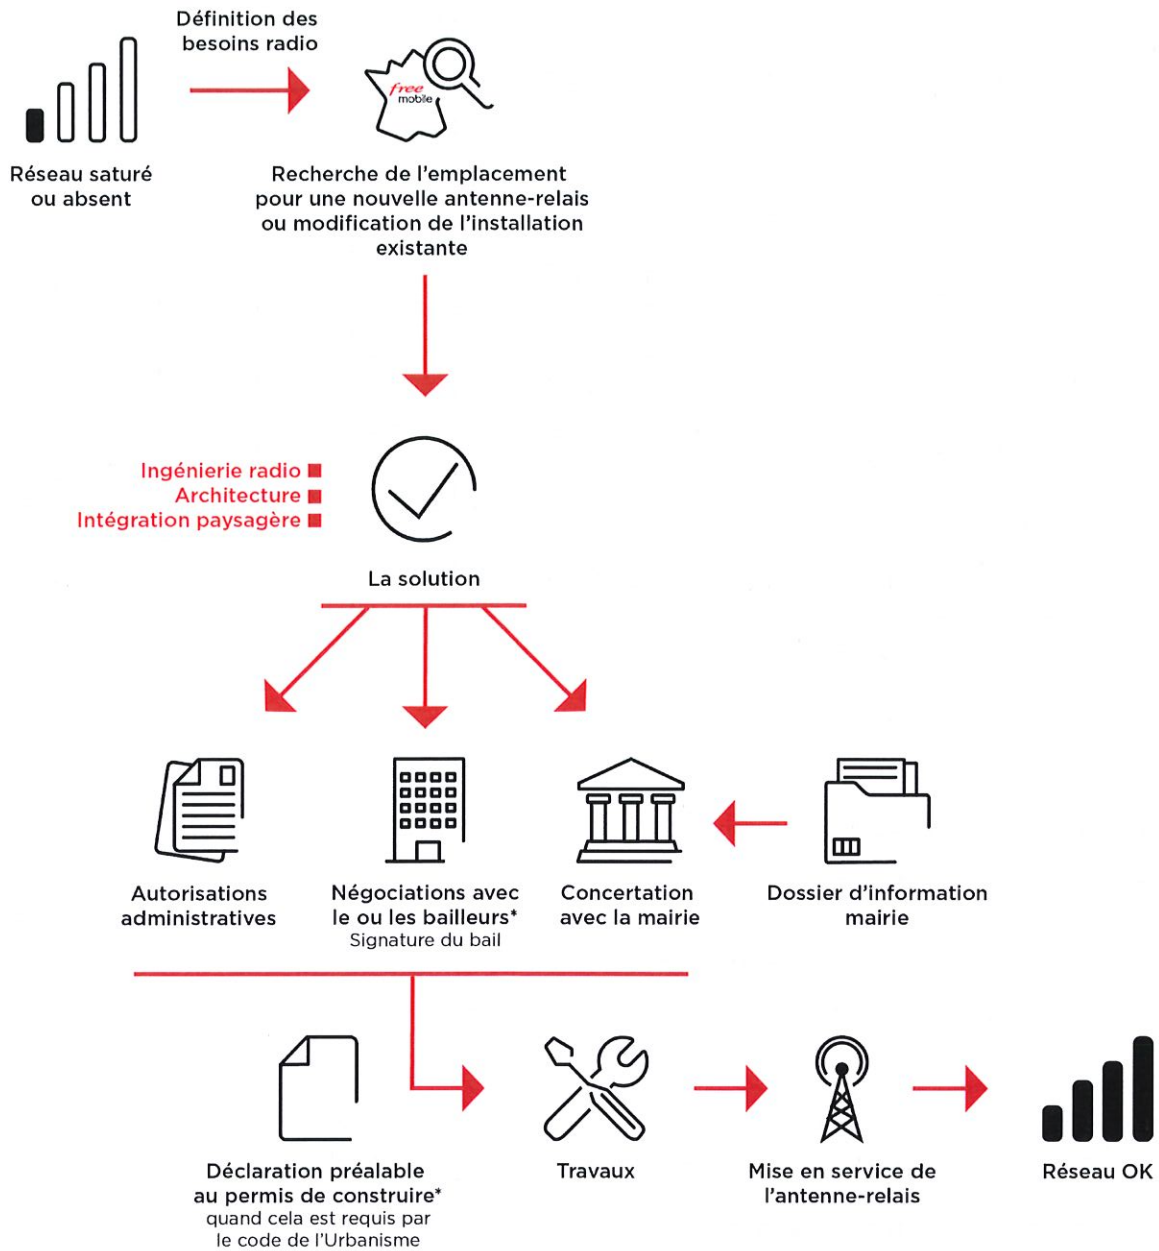 Définition des
besoins radio
free
mobile
Réseau saturé
ou absent
Recherche de l'emplacement
pour une nouvelle antenne-relais
ou modification de l'installation
existante
Ingénierie radio
Architecture
Intégration paysagère
La solution
Autorisations
administratives
Négociations avec
le ou les bailleurs*
Signature du bail
Concertation
avec la mairie
Dossier d'information
mairie
Déclaration préalable
au permis de construire*
quand cela est requis par
le code de l'Urbanisme
Travaux
Mise en service de
l'antenne-relais
Réseau OK